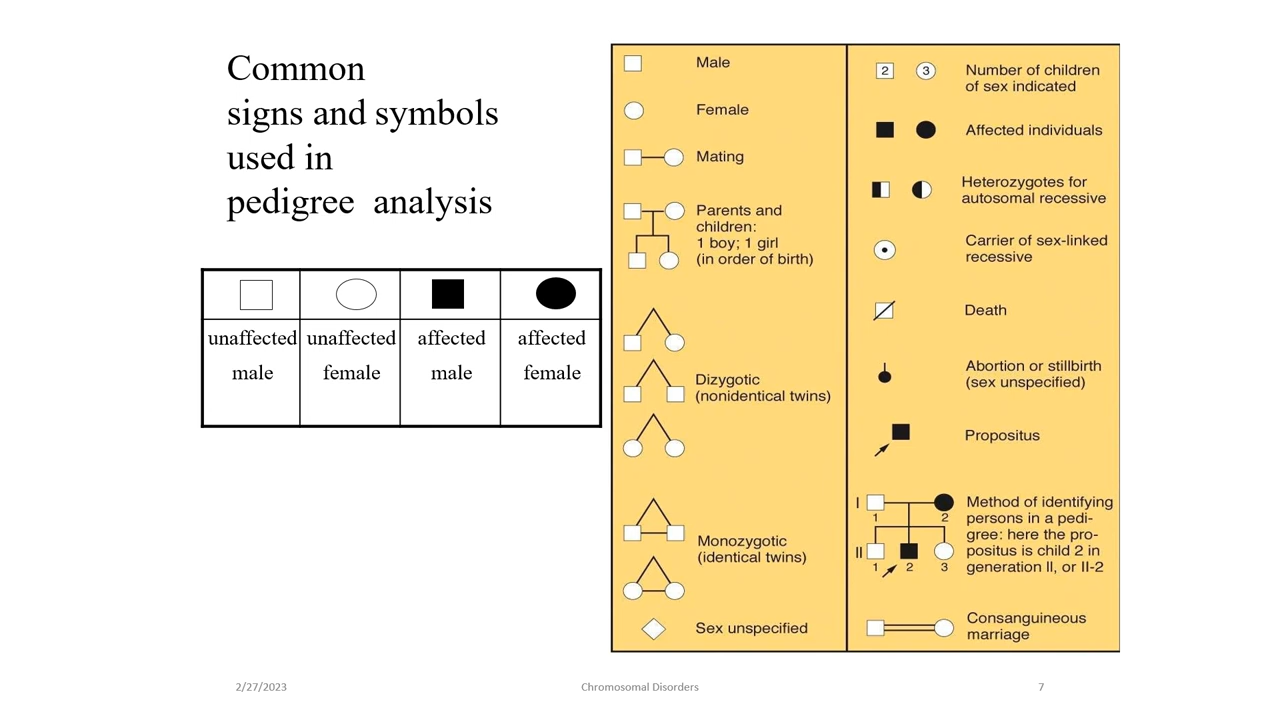 Common
signs and symbols
used in
pedigree analysis
unaffected
male
unaffected
female
affected
male
affected
female
Male
Female
Mating
Parents and
children:
1 boy; 1 girl
(in order of birth)
Dizygotic
(nonidentical twins)
Monozygotic
(identical twins)
Sex unspecified
2 3
Number of children
of sex indicated
Affected individuals
Heterozygotes for
autosomal recessive
Carrier of sex-linked
recessive
Death
Abortion or stillbirth
(sex unspecified)
Propositus
I
1 2
II
1 2 3
Method of identifying
persons in a pedi-
gree: here the pro-
positus is child 2 in
generation II, or II-2
Consanguineous
marriage
2/27/2023
Chromosomal Disorders
7